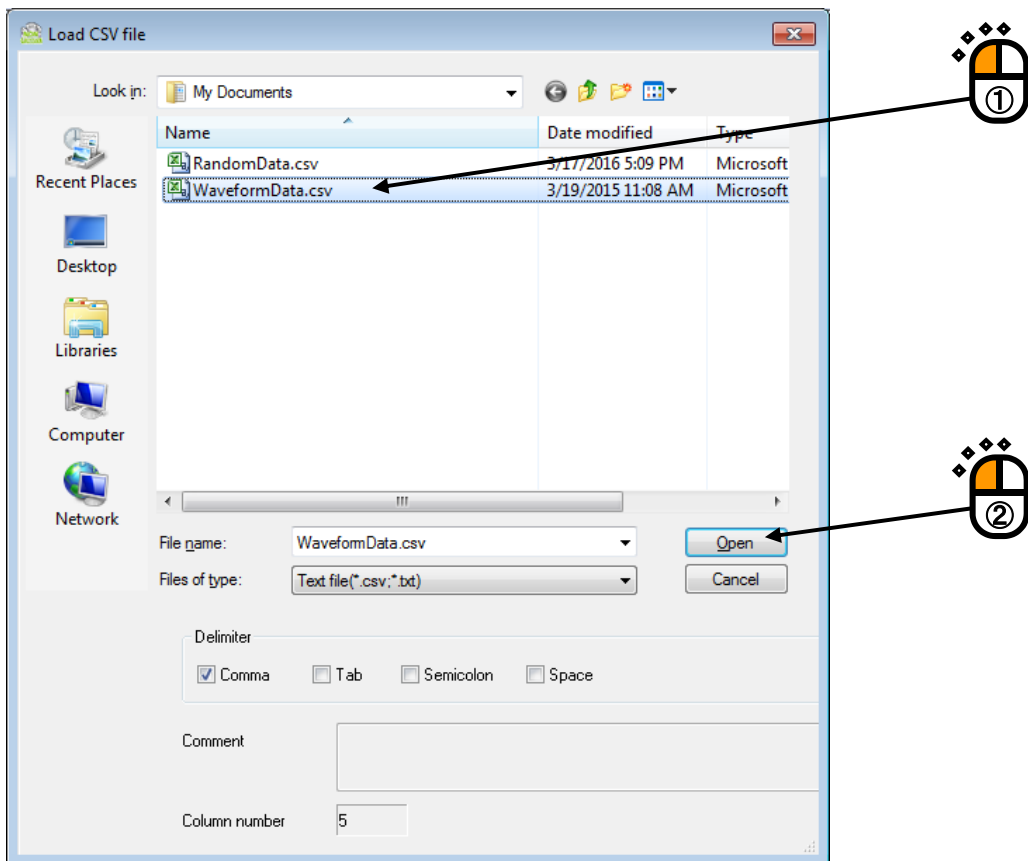 Load CSV file
Look in: My Documents
①
Name Date modified Type
RandomData.csv 3/17/2016 5:09 PM Microsoft
WaveformData.csv 3/19/2015 11:08 AM Microsoft
Recent Places
Desktop
Libraries
Computer
Network
File name: WaveformData.csv Open
②
Files of type: Text file(*.csv;*.txt) Cancel
Delimiter
Comma Tab Semicolon Space
Comment
Column number 5